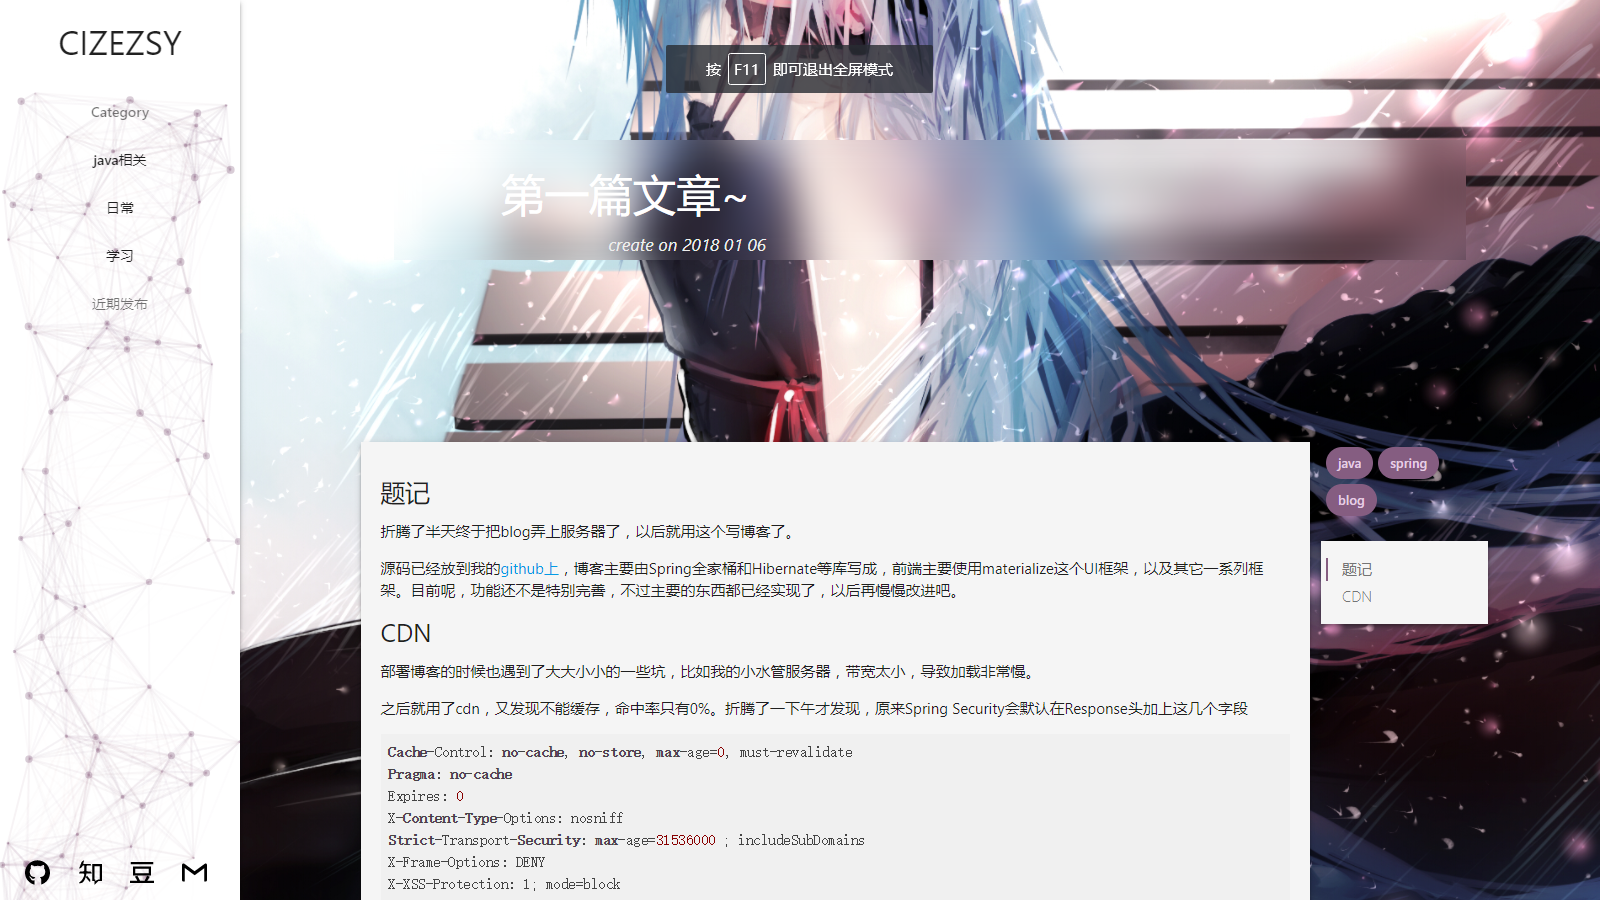 CIZEZSY
Category
java相关
日常
学习
近期发布
知
豆
按 F11 即可退出全屏模式
第一篇文章~
create on 2018 01 06
题记
折腾了半天终于把blog弄上服务器了，以后就用这个写博客了。
源码已经放到我的github上，博客主要由Spring全家桶和Hibernate等库写成，前端主要使用materialize这个UI框架，以及其它一系列框
架。目前呢，功能还不是特别完善，不过主要的东西都已经实现了，以后再慢慢改进吧。
CDN
部署博客的时候也遇到了大大小小的一些坑，比如我的小水管服务器，带宽太小，导致加载非常慢。
之后就用了cdn，又发现不能缓存，命中率只有0%。折腾了一下午才发现，原来Spring Security会默认在Response头加上这几个字段
Cache-Control: no-cache, no-store, max-age=0, must-revalidate
Pragma: no-cache
Expires: 0
X-Content-Type-Options: nosniff
Strict-Transport-Security: max-age=31536000 ; includeSubDomains
X-Frame-Options: DENY
X-XSS-Protection: 1; mode=block
java
spring
blog
题记
CDN